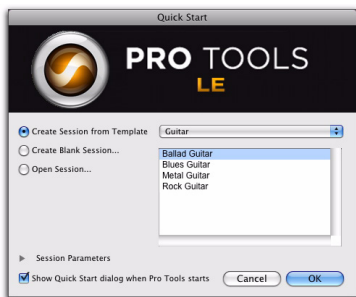 Quick Start
PRO TOOLS
LE
Create Session from Template
Guitar
Create Blank Session...
Open Session...
Ballad Guitar
Blues Guitar
Metal Guitar
Rock Guitar
Session Parameters
Show Quick Start dialog when Pro Tools starts
Cancel
OK